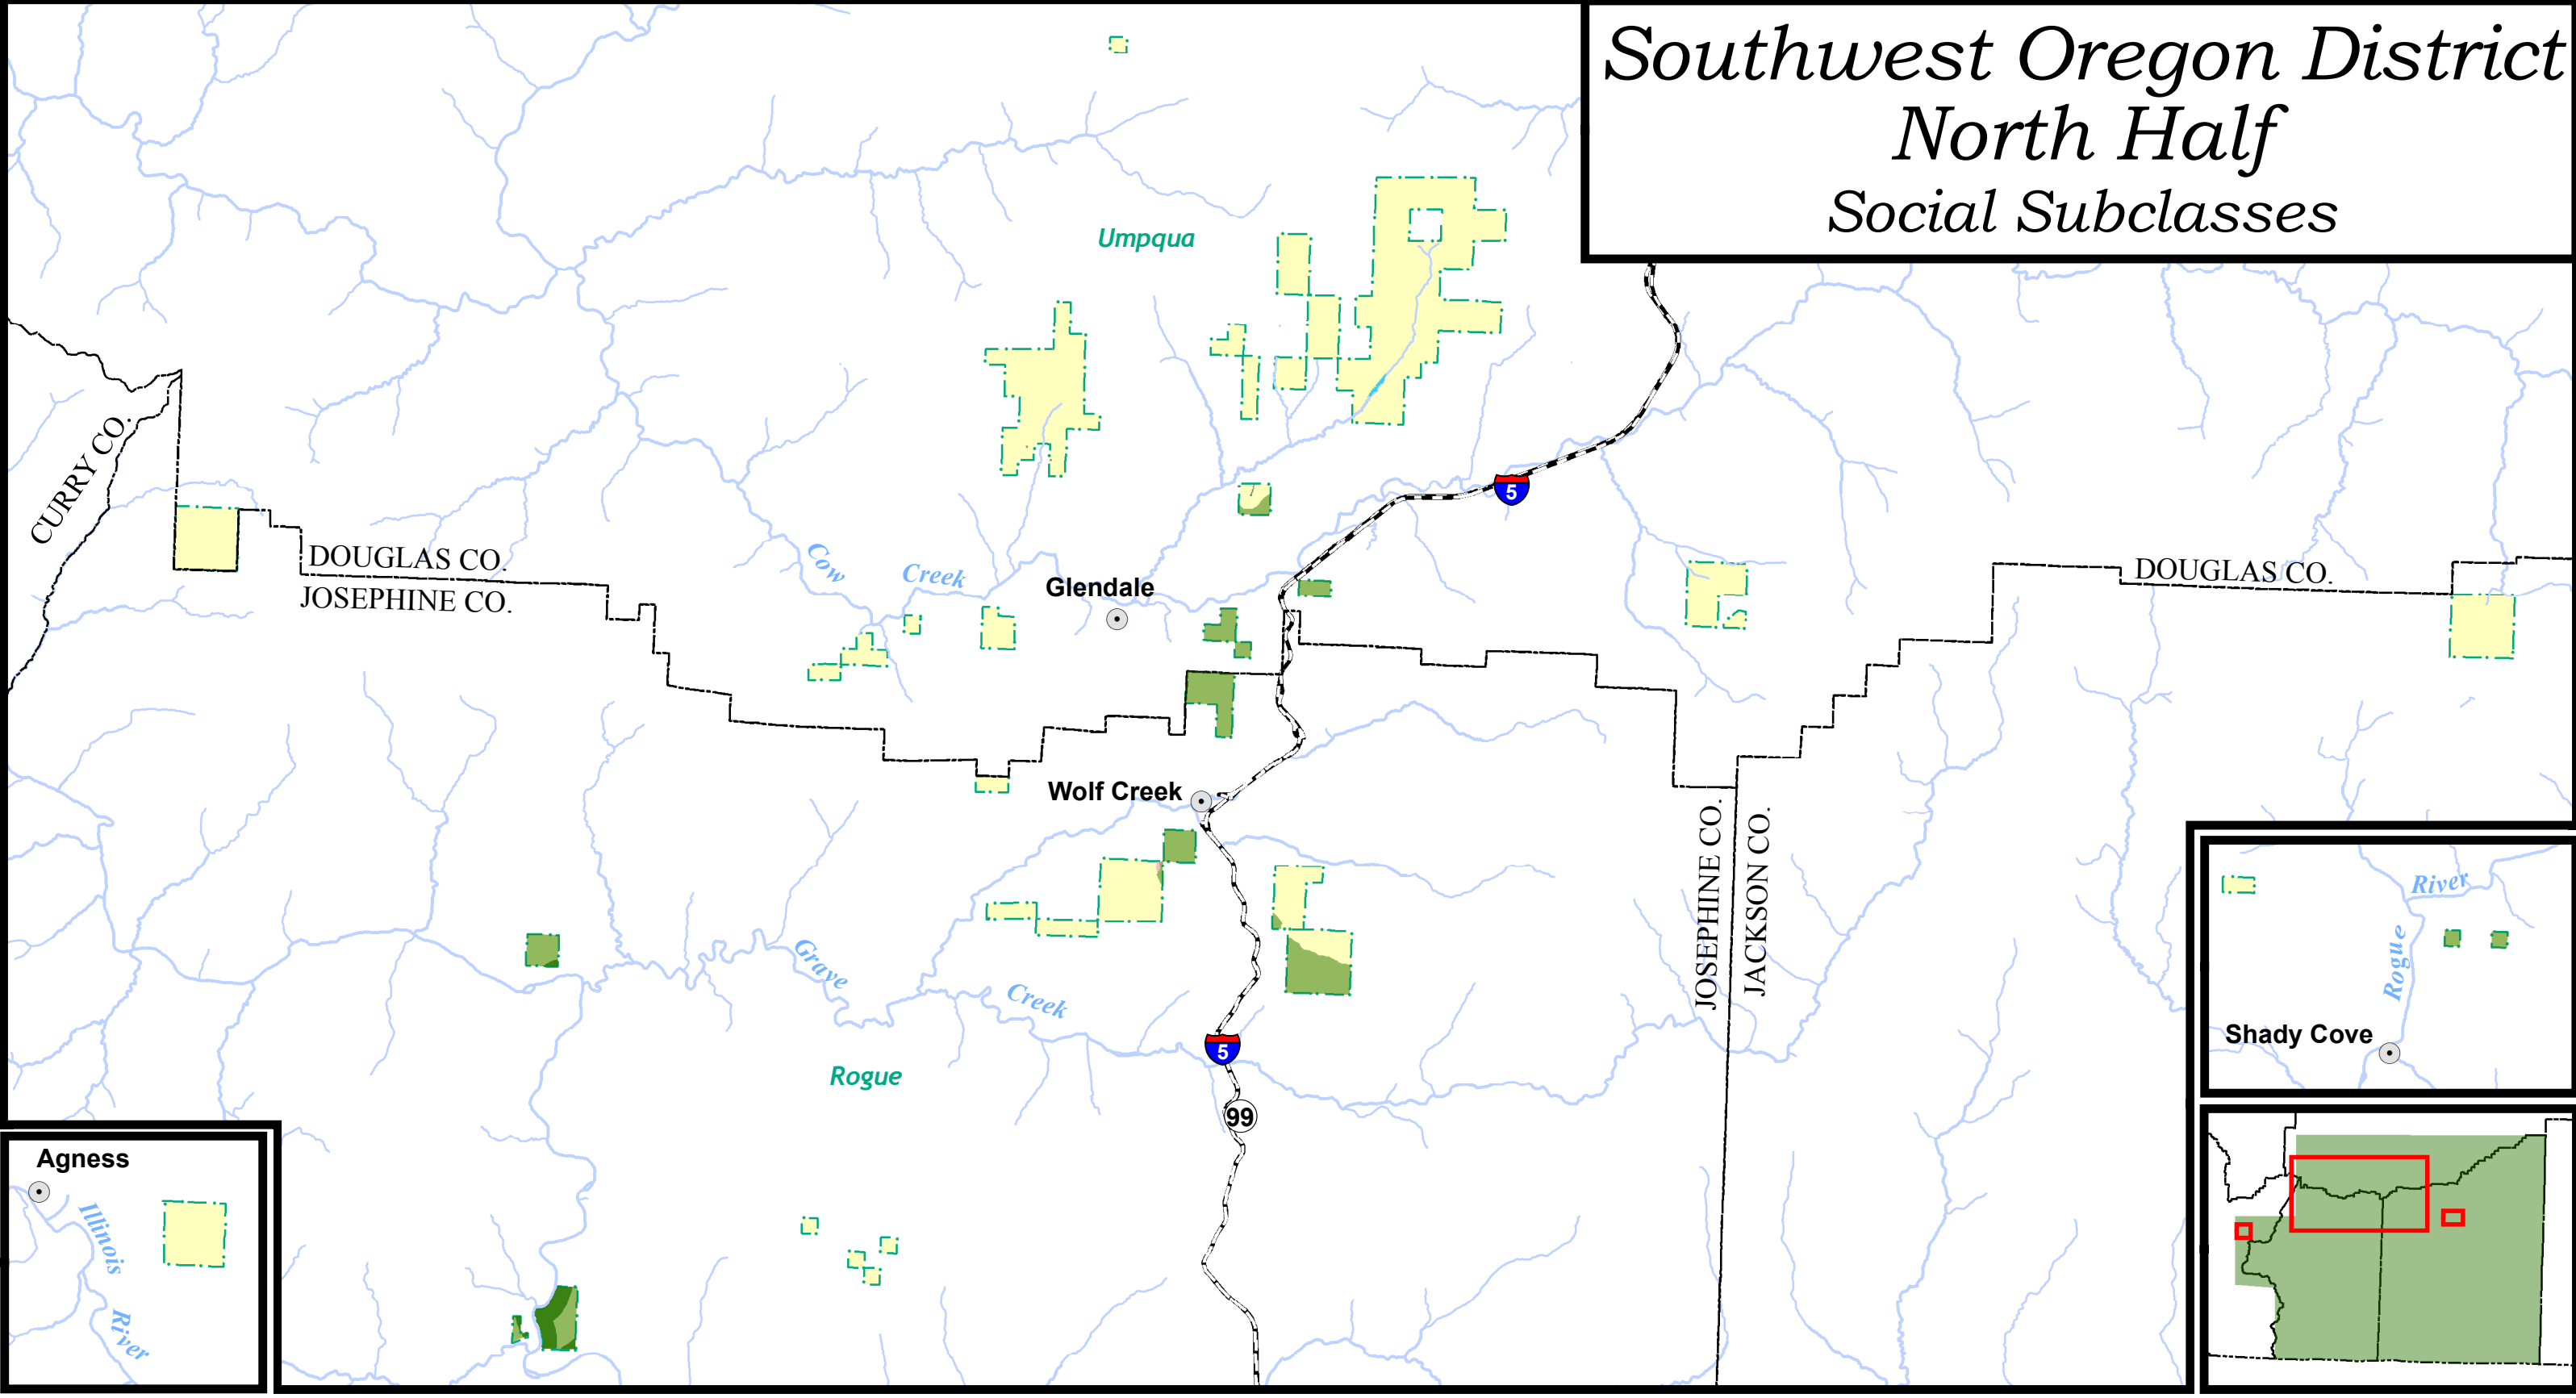 Southwest Oregon District
North Half
Social Subclasses
Umpqua
CURRY CO.
5
DOUGLAS CO.
JOSEPHINE CO.
Cow
Creek
Glendale
DOUGLAS CO.
Wolf Creek
JOSEPHINE CO.
JACKSON CO.
Grave
Creek
5
Rogue
99
River
Rogue
Shady Cove
Agness
Illinois
River